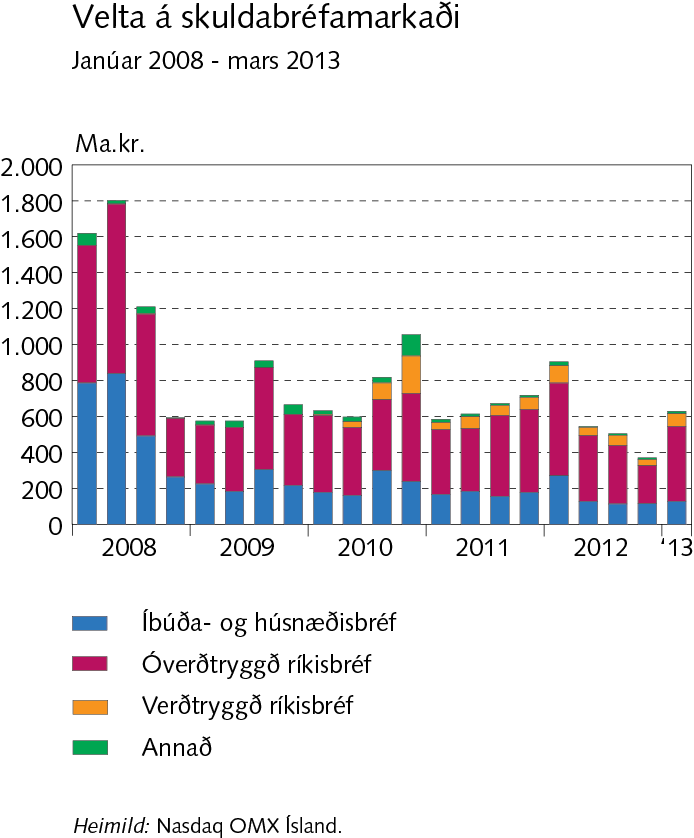 Velta á skuldabréfamarkaði
Janúar 2008 - mars 2013
Ma.kr.
2.000
1.800
1.600
1.400
1.200
1.000
800
600
400
200
0
2008 2009 2010 2011 2012 ‘13
Íbúða- og húsnæðisbréf
Óverðtryggð ríkisbréf
Verðtryggð ríkisbréf
Annað
Heimild: Nasdaq OMX Ísland.